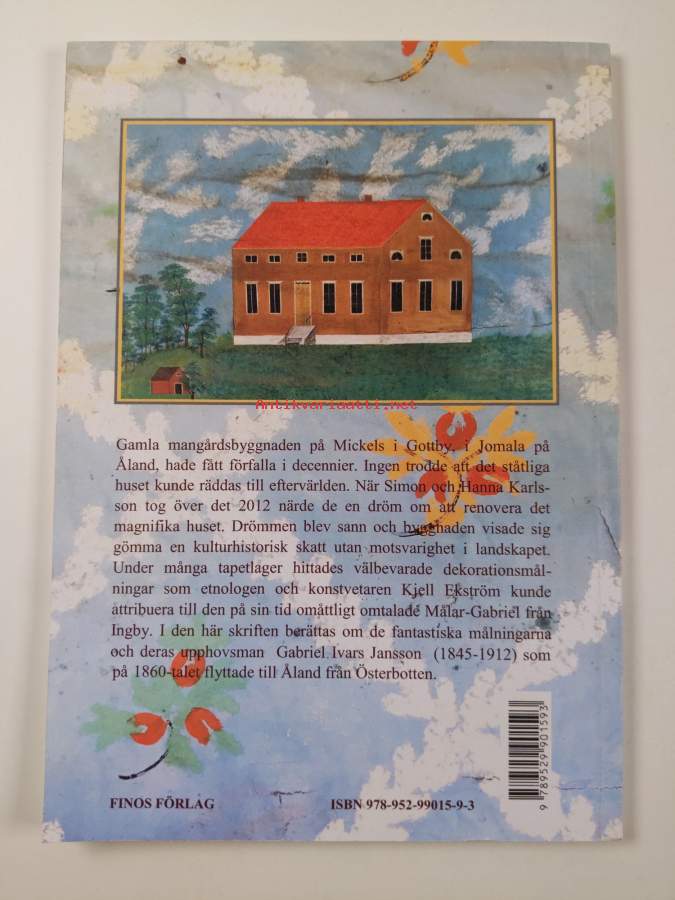 Antikvariaatti.net
Gamla mangårdsbyggnaden på Mickels i Gottby, i Jomala på
Åland, hade fått förfalla i decennier. Ingen trodde att det ståtliga
huset kunde räddas till eftervärlden. När Simon och Hanna Karls-
son tog över det 2012 närde de en dröm om att renovera det
magnifika huset. Drömmen blev sann och byggnaden visade sig
gömma en kulturhistorisk skatt utan motsvarighet i landskapet.
Under många tapetlager hittades välbevarade dekorationsmål-
ningar som etnologen och konstvetaren Kjell Ekström kunde
attribuera till den på sin tid omåttligt omtalade Målar-Gabriel från
Ingby. I den här skriften berättas om de fantastiska målningarna
och deras upphovsman Gabriel Ivars Jansson (1845-1912) som
på 1860-talet flyttade till Åland från Österbotten.
FINOS FÖRLAG
ISBN 978-952-99015-9-3
9 789529 901593